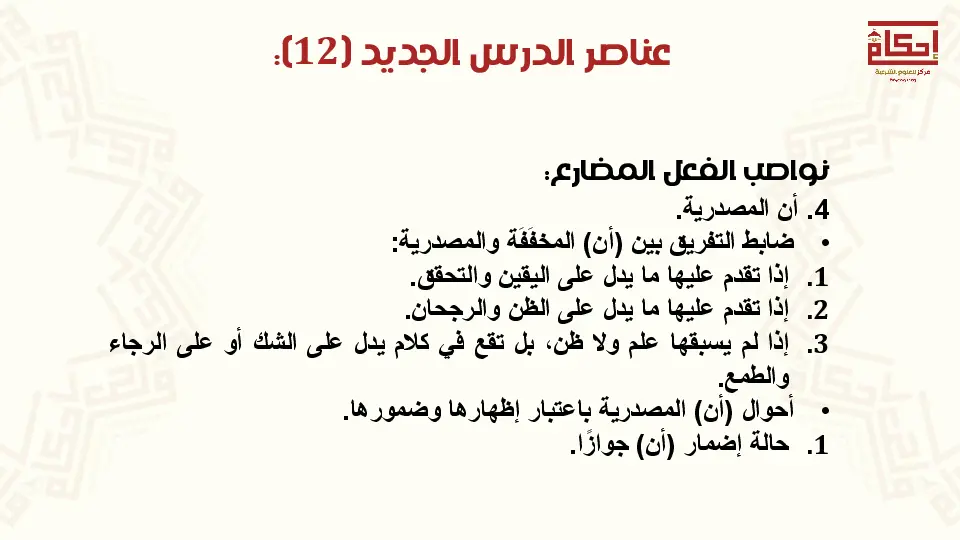 إحكام
مركز للعلوم الشرعية
عناصر الدرس الجديد (12):
نواصب الفعل المضارع:
4. أن المصدرية.
• ضابط التفريق بين (أن) المخفَفَة والمصدرية:
1. إذا تقدم عليها ما يدل على اليقين والتحقق.
2. إذا تقدم عليها ما يدل على الظن والرجحان.
3. إذا لم يسبقها علم ولا ظن، بل تقع في كلام يدل على الشك أو على الرجاء
والطمع.
• أحوال (أن) المصدرية باعتبار إظهارها وضمورها.
1. حالة إضمار (أن) جوازًا.